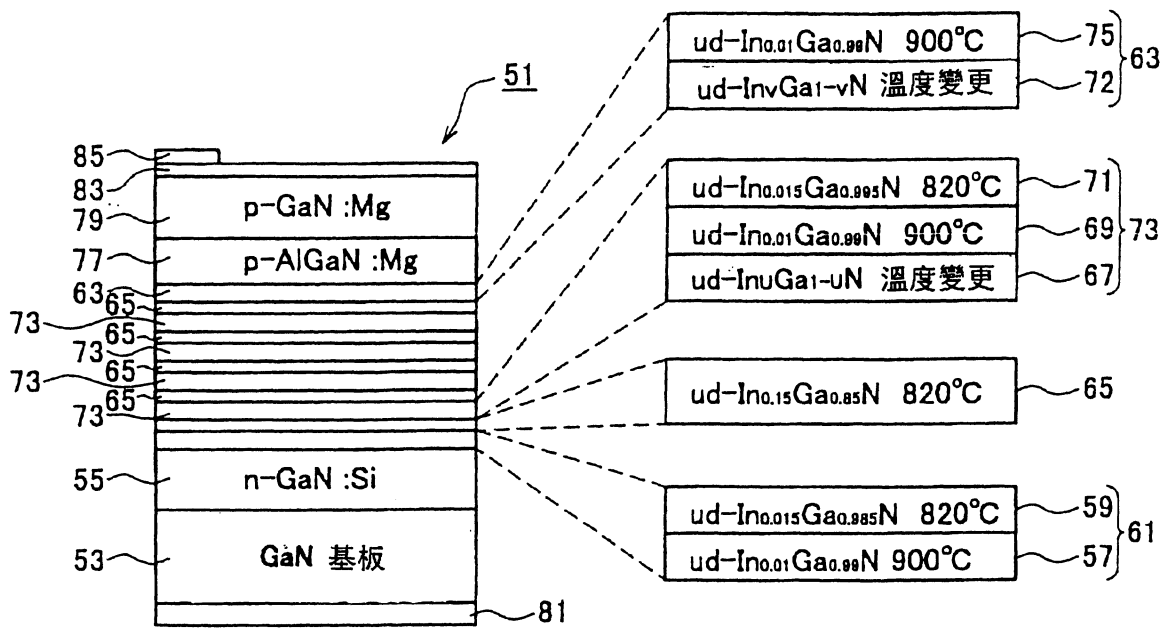 51
85
83
79
p-GaN :Mg
77
p-AlGaN :Mg
63
65
73
65
73
65
73
65
73
55
n-GaN :Si
53
GaN 基板
81
ud-In0.01Ga0.99N 900°C
75
63
ud-InvGa1-vN 溫度變更
72
ud-In0.015Ga0.995N 820°C
71
ud-In0.01Ga0.99N 900°C
69
73
ud-InUGa1-UN 溫度變更
67
ud-In0.15Ga0.85N 820°C
65
ud-In0.015Ga0.985N 820°C
59
61
ud-In0.01Ga0.99N 900°C
57